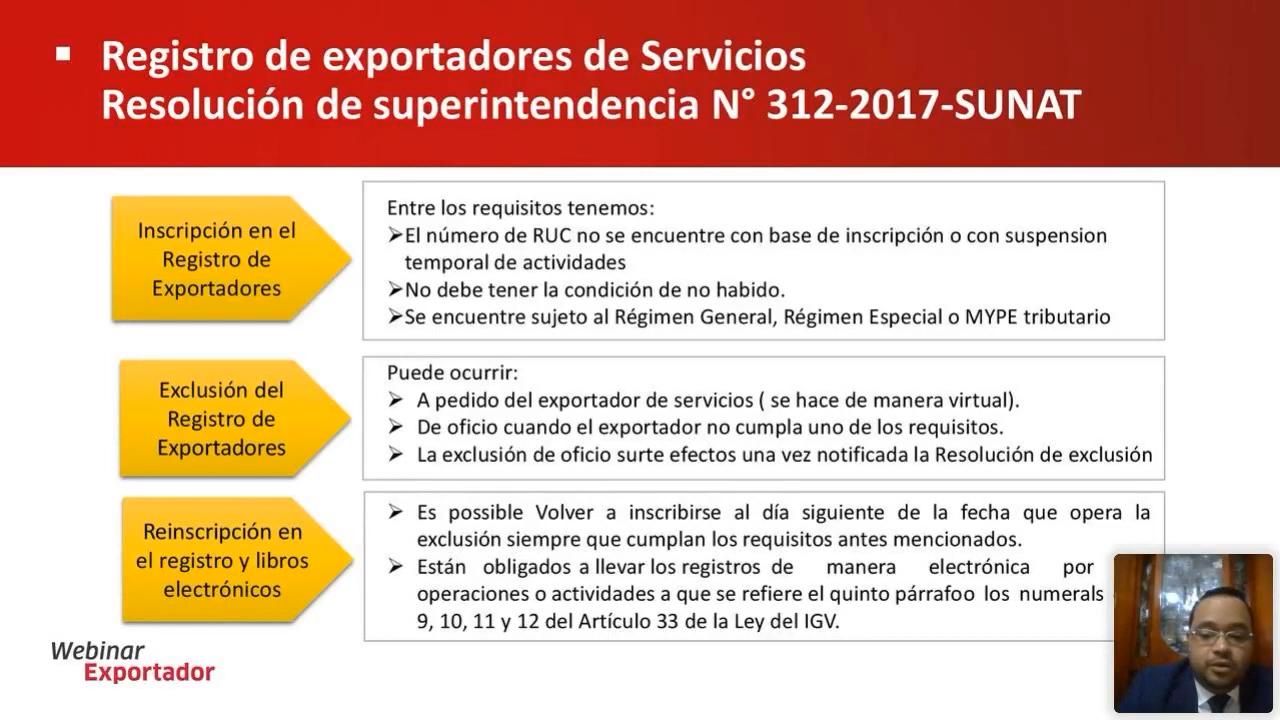 ▪ Registro de exportadores de Servicios
Resolución de superintendencia N° 312-2017-SUNAT
Inscripción en el
Registro de
Exportadores
Entre los requisitos tenemos:
➢El número de RUC no se encuentre con base de inscripción o con suspension
temporal de actividades
➢No debe tener la condición de no habido.
➢Se encuentre sujeto al Régimen General, Régimen Especial o MYPE tributario
Exclusión del
Registro de
Exportadores
Puede ocurrir:
➢ A pedido del exportador de servicios ( se hace de manera virtual).
➢ De oficio cuando el exportador no cumpla uno de los requisitos.
➢ La exclusión de oficio surte efectos una vez notificada la Resolución de exclusión
Reinscripción en
el registro y libros
electrónicos
➢ Es possible Volver a inscribirse al día siguiente de la fecha que opera la
exclusión siempre que cumplan los requisitos antes mencionados.
➢ Están obligados a llevar los registros de manera electrónica por
operaciones o actividades a que se refiere el quinto párrafoo los numerals
9, 10, 11 y 12 del Artículo 33 de la Ley del IGV.
Webinar
Exportador